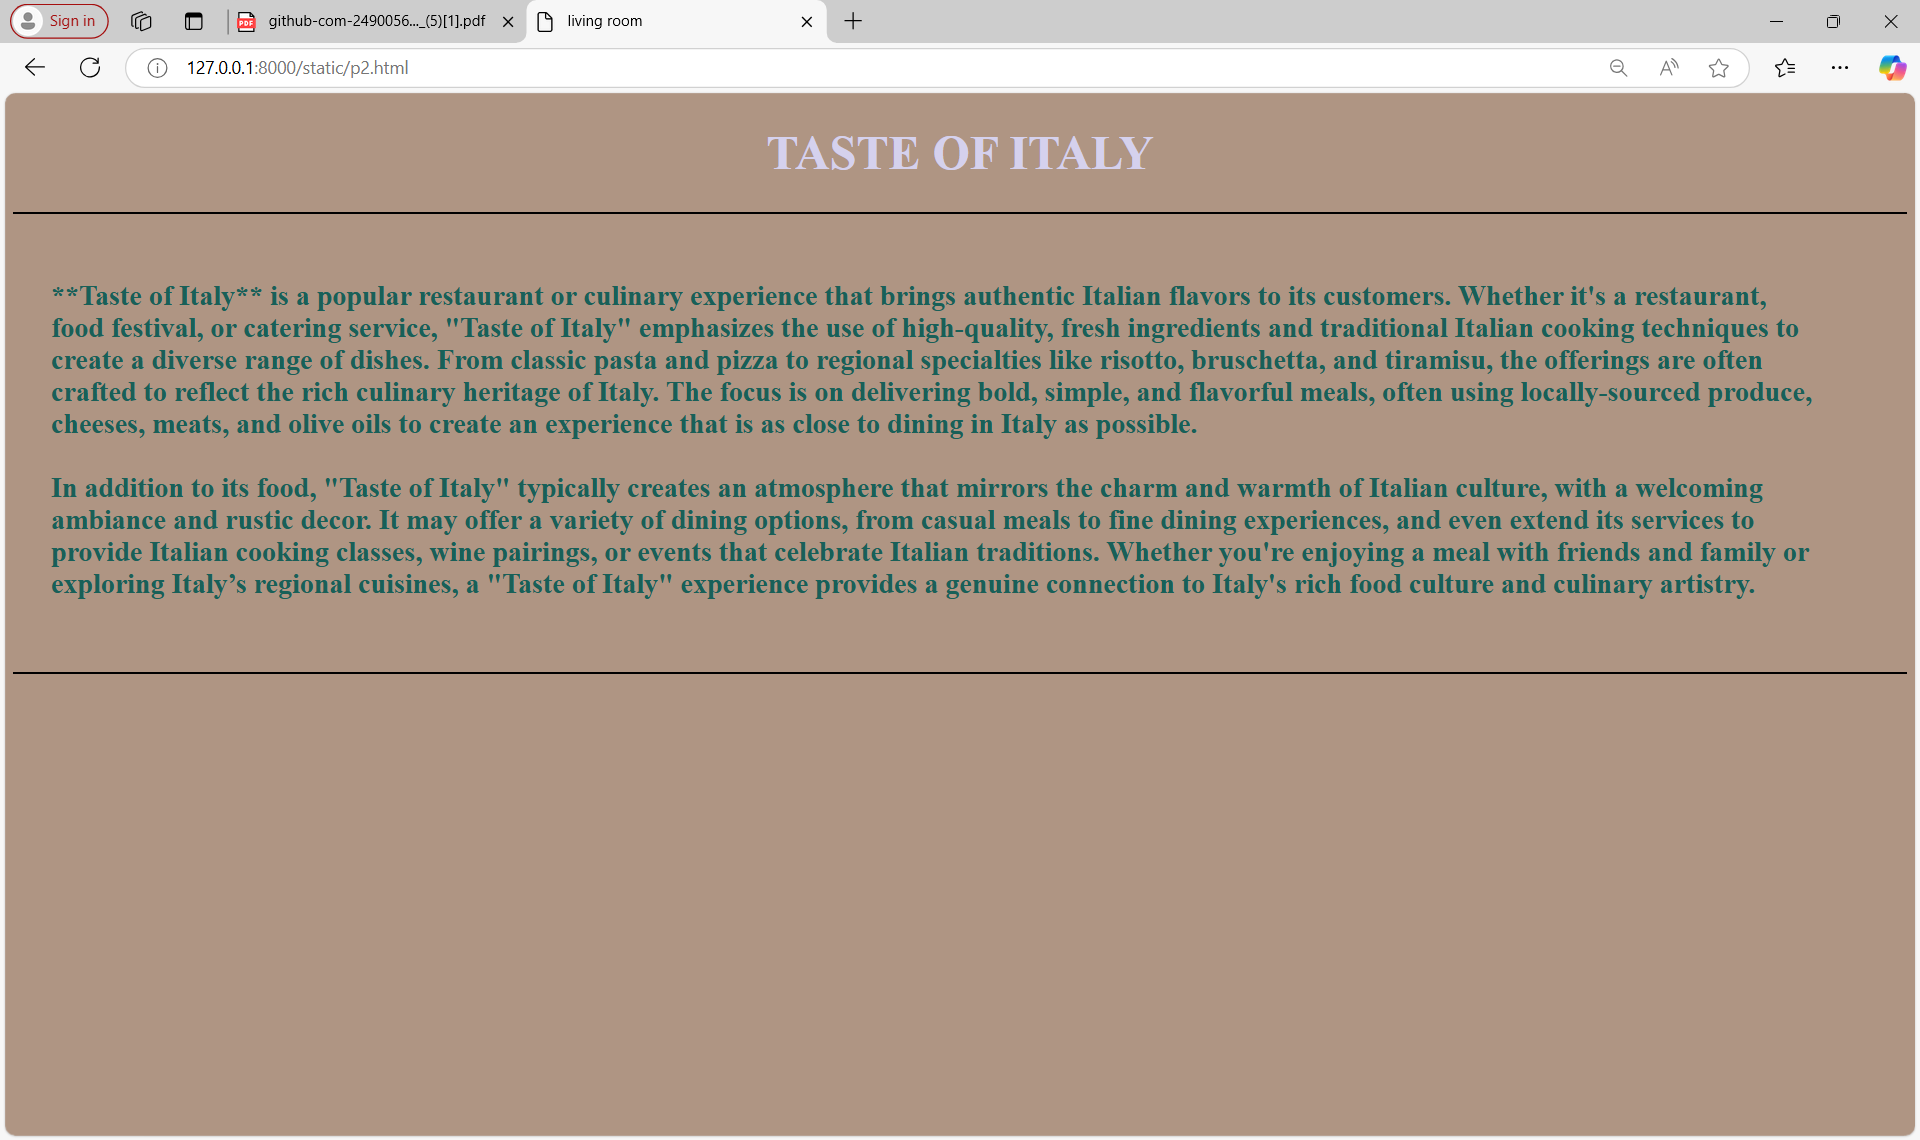 Sign in
github-com-2490056..._(5)[1].pdf
living room
127.0.0.1:8000/static/p2.html
TASTE OF ITALY
**Taste of Italy** is a popular restaurant or culinary experience that brings authentic Italian flavors to its customers. Whether it's a restaurant,
food festival, or catering service, "Taste of Italy" emphasizes the use of high-quality, fresh ingredients and traditional Italian cooking techniques to
create a diverse range of dishes. From classic pasta and pizza to regional specialties like risotto, bruschetta, and tiramisu, the offerings are often
crafted to reflect the rich culinary heritage of Italy. The focus is on delivering bold, simple, and flavorful meals, often using locally-sourced produce,
cheeses, meats, and olive oils to create an experience that is as close to dining in Italy as possible.
In addition to its food, "Taste of Italy" typically creates an atmosphere that mirrors the charm and warmth of Italian culture, with a welcoming
ambiance and rustic decor. It may offer a variety of dining options, from casual meals to fine dining experiences, and even extend its services to
provide Italian cooking classes, wine pairings, or events that celebrate Italian traditions. Whether you're enjoying a meal with friends and family or
exploring Italy’s regional cuisines, a "Taste of Italy" experience provides a genuine connection to Italy's rich food culture and culinary artistry.